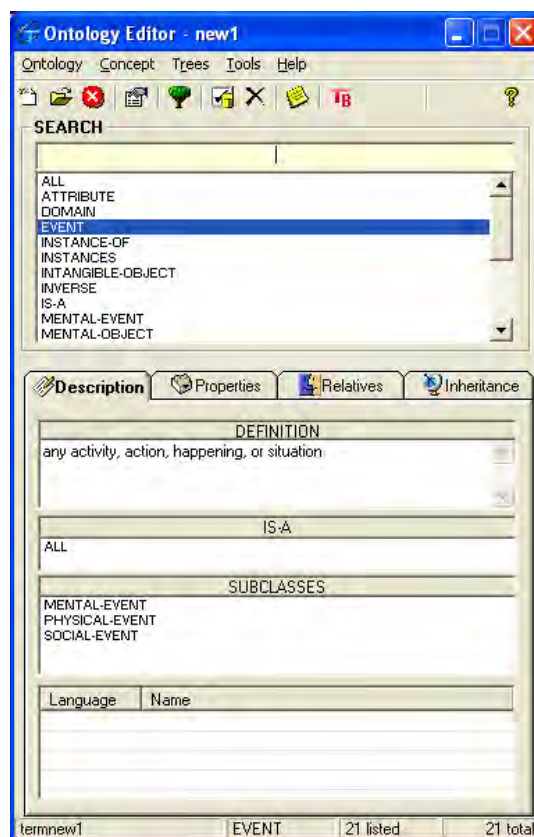 Ontology Editor - new1
Ontology Concept Trees Tools Help
TB
SEARCH
ALL
ATTRIBUTE
DOMAIN
EVENT
INSTANCE-OF
INSTANCES
INTANGIBLE-OBJECT
INVERSE
IS-A
MENTAL-EVENT
MENTAL-OBJECT
Description Properties Relatives Inheritance
DEFINITION
any activity, action, happening, or situation
IS-A
ALL
SUBCLASSES
MENTAL-EVENT
PHYSICAL-EVENT
SOCIAL-EVENT
Language Name
termnew1 EVENT 21 listed 21 total